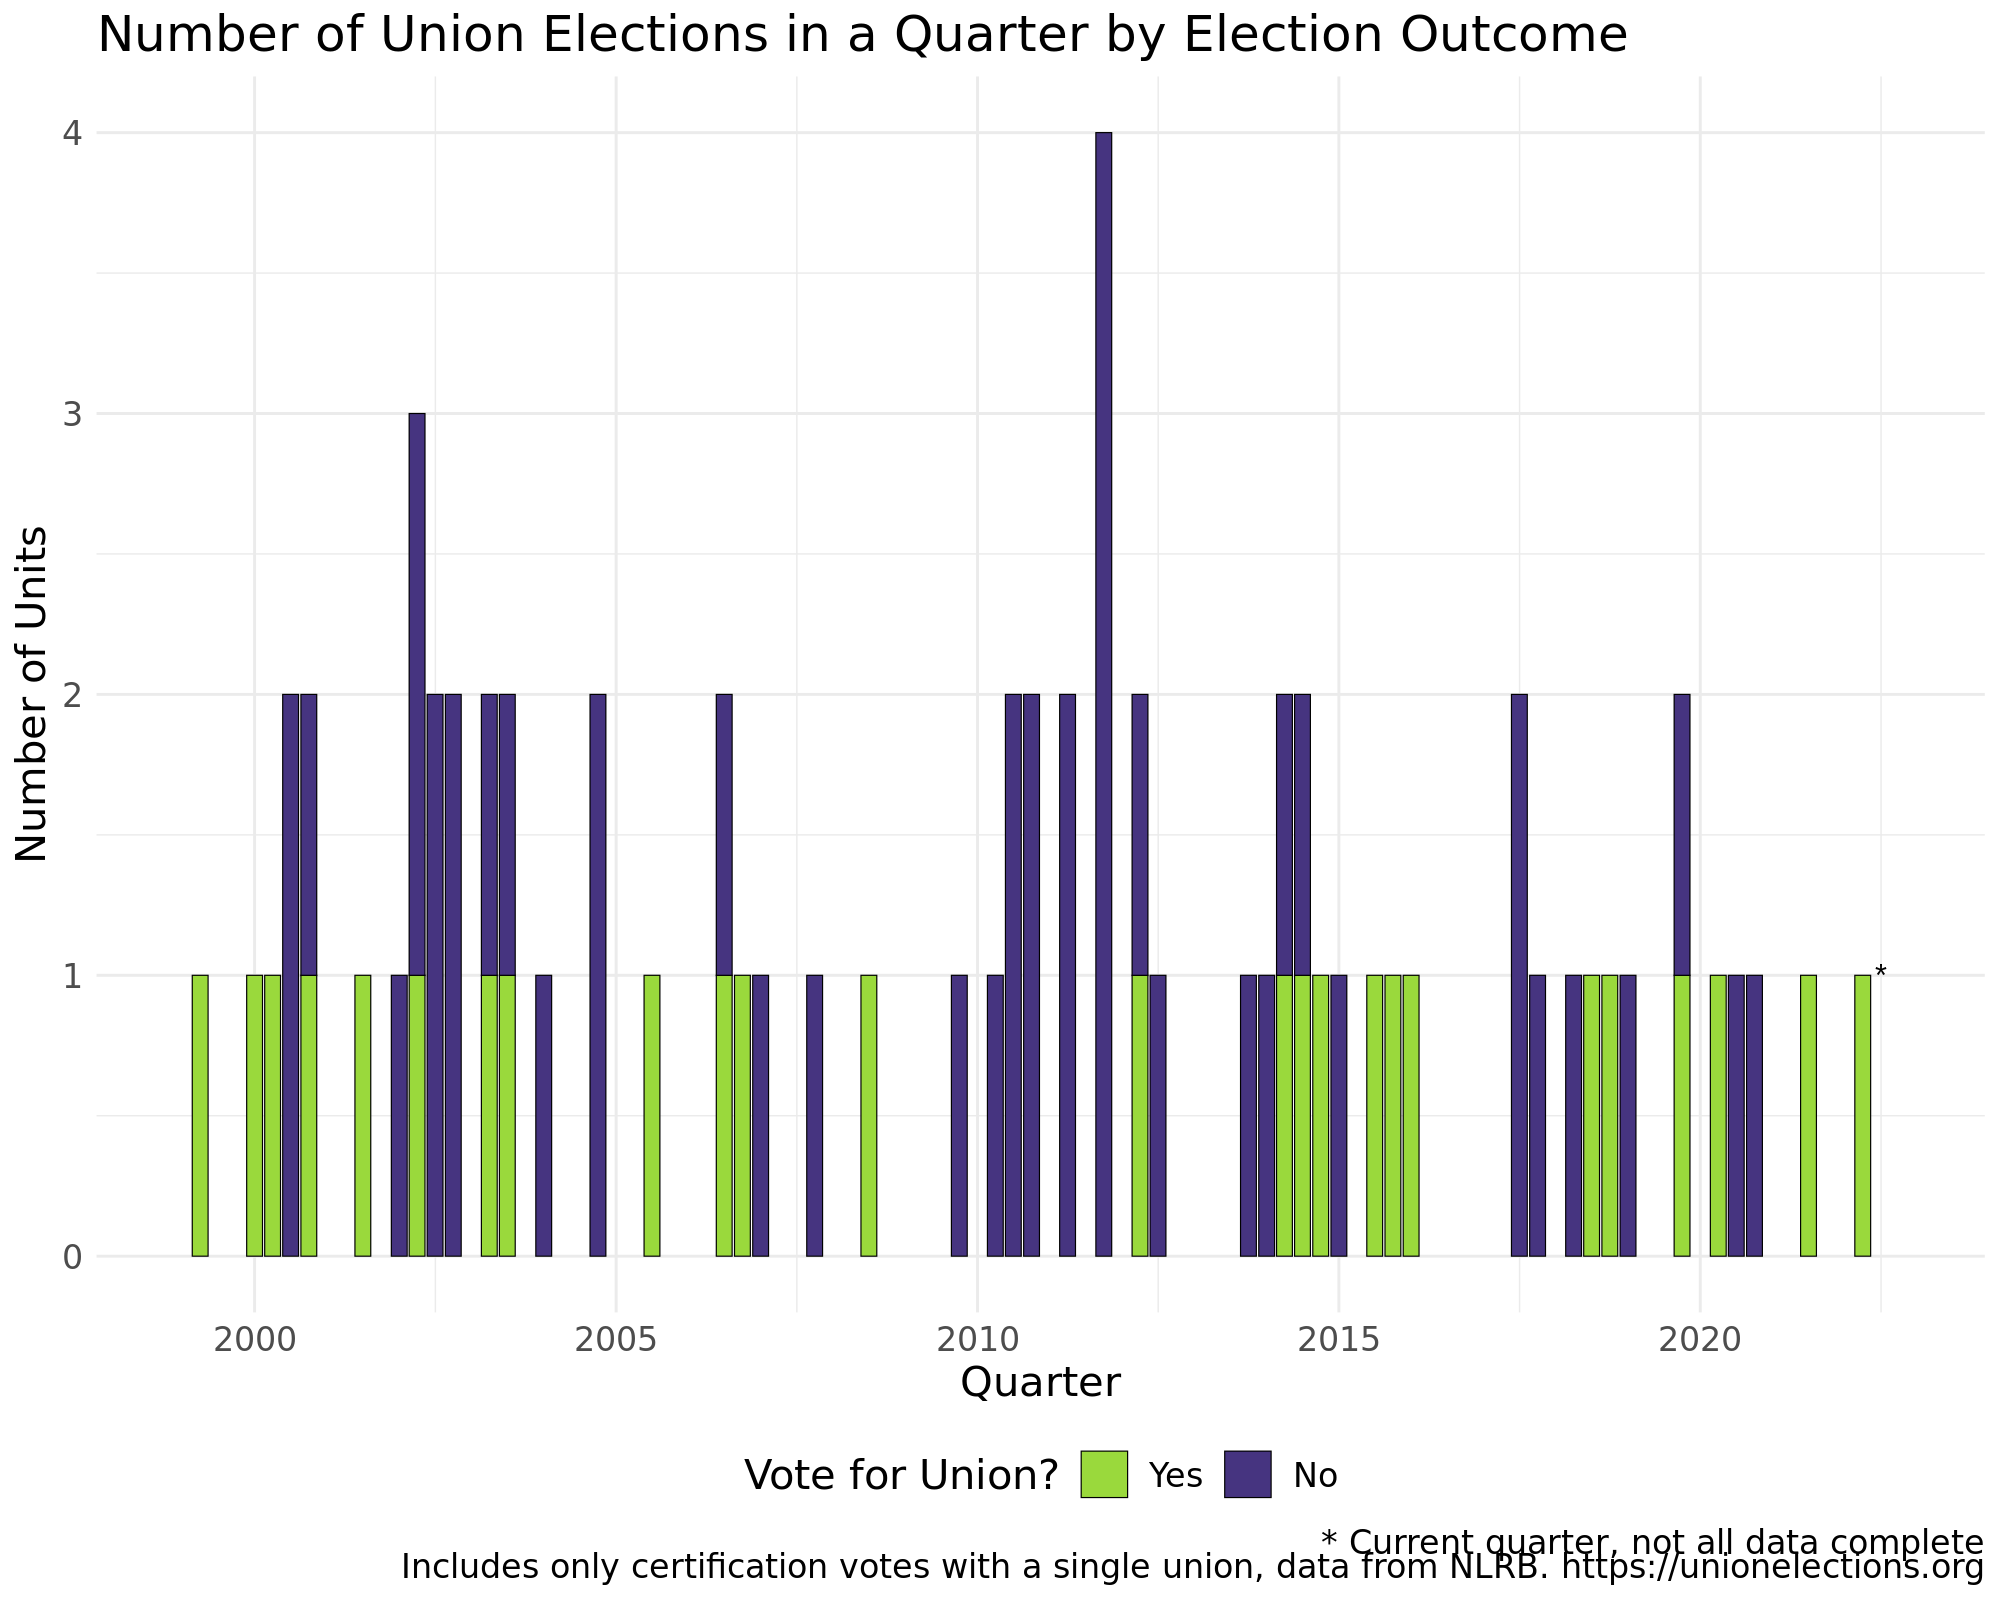 Number of Union Elections in a Quarter by Election Outcome
4
3
2
1
0
Number of Units
*
2000 2005 2010 2015 2020
Quarter
Vote for Union? Yes No
* Current quarter, not all data complete
Includes only certification votes with a single union, data from NLRB. https://unionelections.org